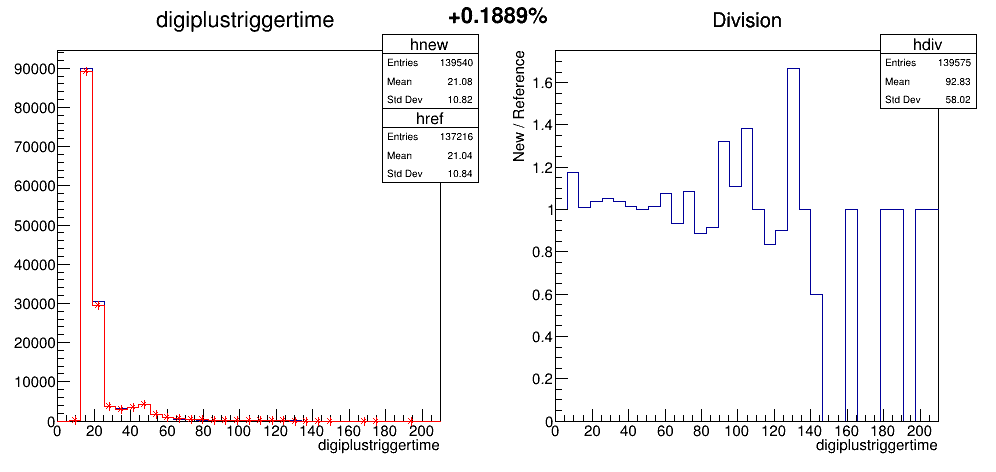 +0.1889%
digiplustriggertime
hnew
Entries 139540
Mean 21.08
Std Dev 10.82
href
Entries 137216
Mean 21.04
Std Dev 10.84
90000
80000
70000
60000
50000
40000
30000
20000
10000
0
0 20 40 60 80 100 120 140 160 180 200
digiplustriggertime
Division
hdiv
Entries 139575
Mean 92.83
Std Dev 58.02
New / Reference
1.6
1.4
1.2
1
0.8
0.6
0.4
0.2
0
0 20 40 60 80 100 120 140 160 180 200
digiplustriggertime